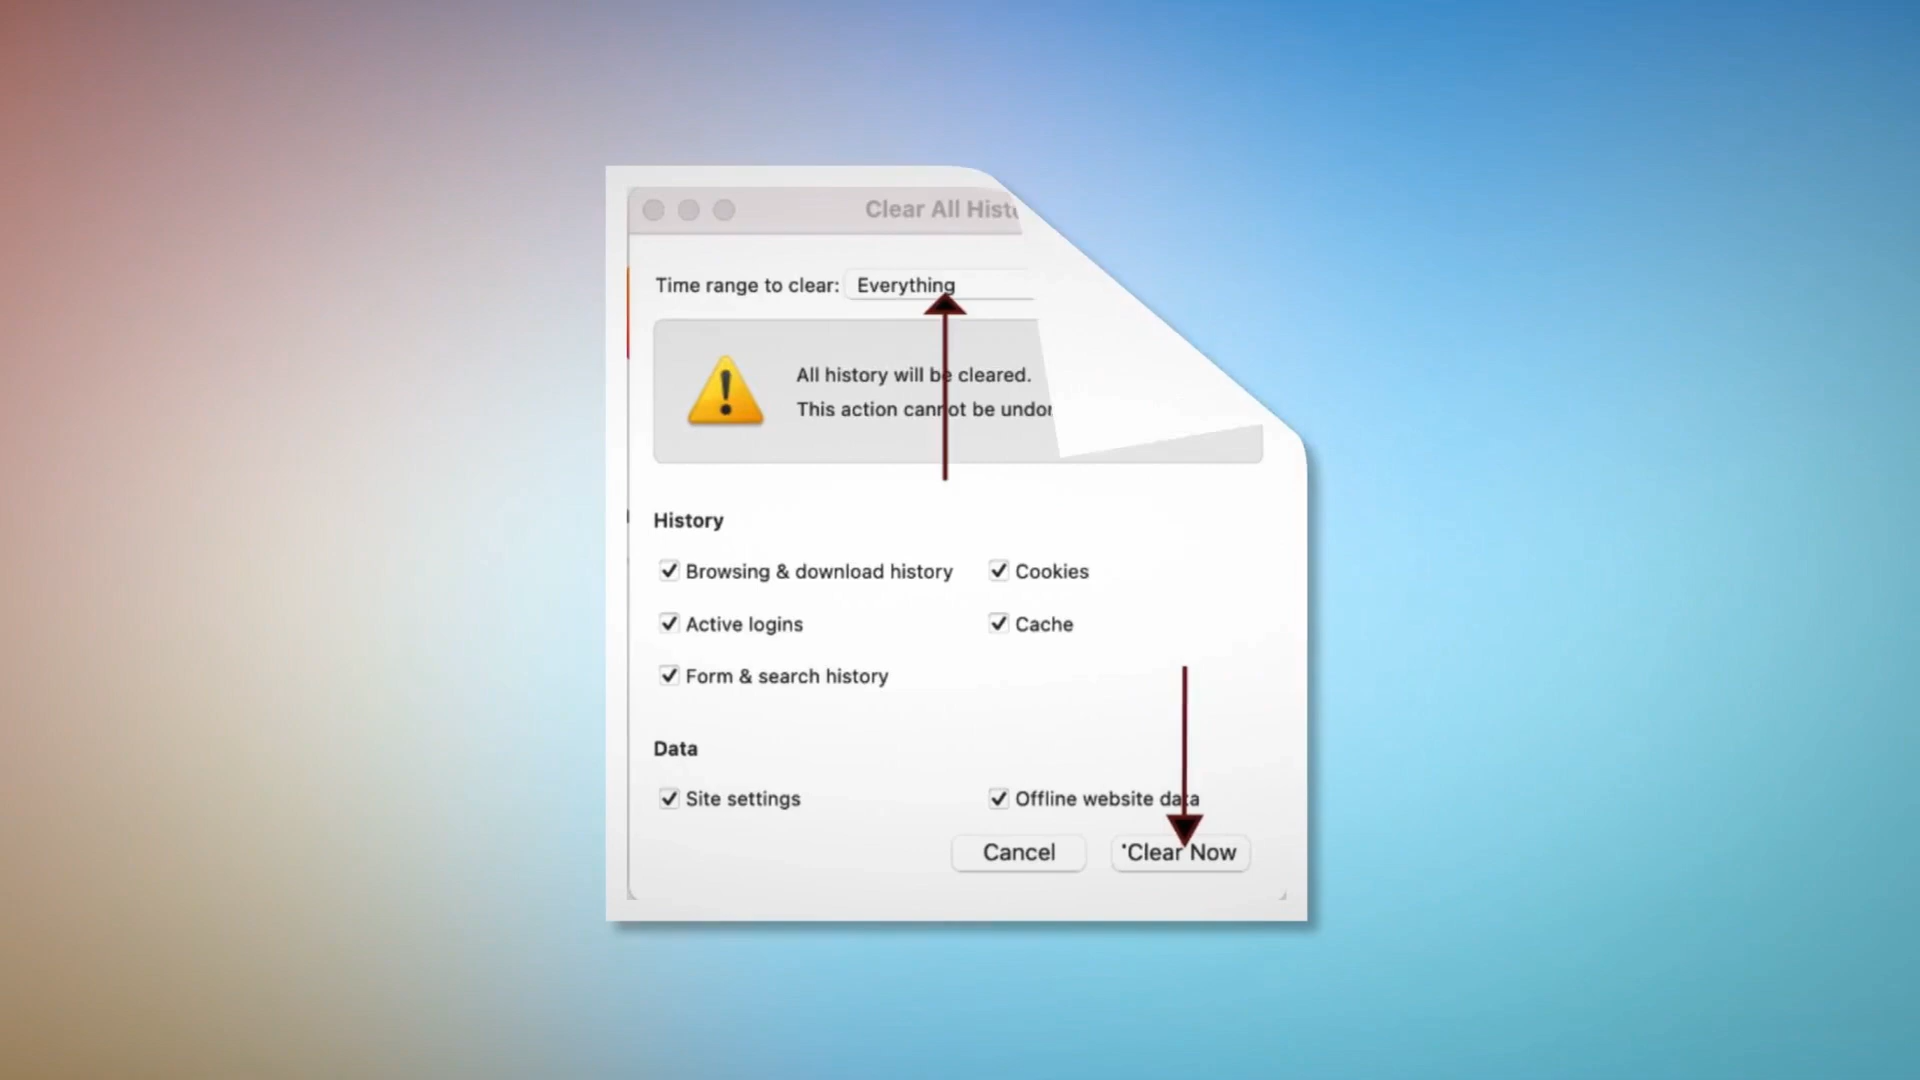 Clear All Hist
Time range to clear: Everything
All history will be cleared.
This action cannot be undon
History
Browsing & download history
Cookies
Active logins
Cache
Form & search history
Data
Site settings
Offline website data
Cancel
Clear Now